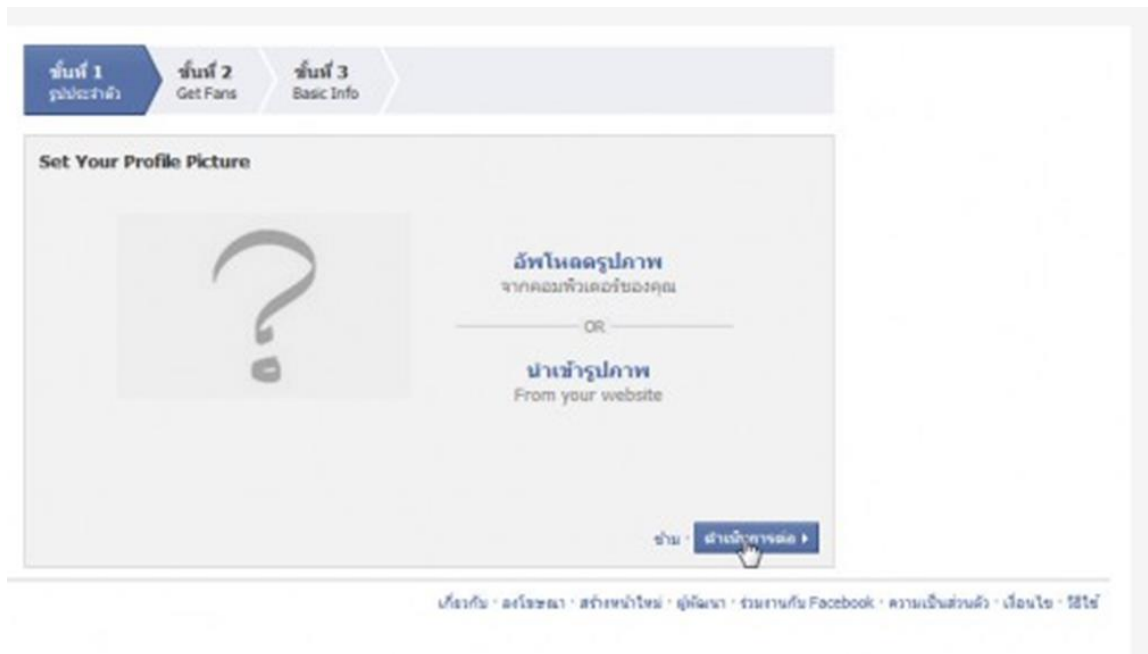 ขั้นที่ 1 ขั้นที่ 2 ขั้นที่ 3
รูปประจำตัว Get Fans Basic Info
Set Your Profile Picture
?
อัพโหลดรูปภาพ
จากคอมพิวเตอร์ของคุณ
OR
นำเข้ารูปภาพ
From your website
ข้าม · ดำเนินการต่อ
เกี่ยวกับ · ลงโฆษณา · สร้างหน้าใหม่ · ผู้พัฒนา · ร่วมงานกับ Facebook · ความเป็นส่วนตัว · เงื่อนไข · วิธีใช้